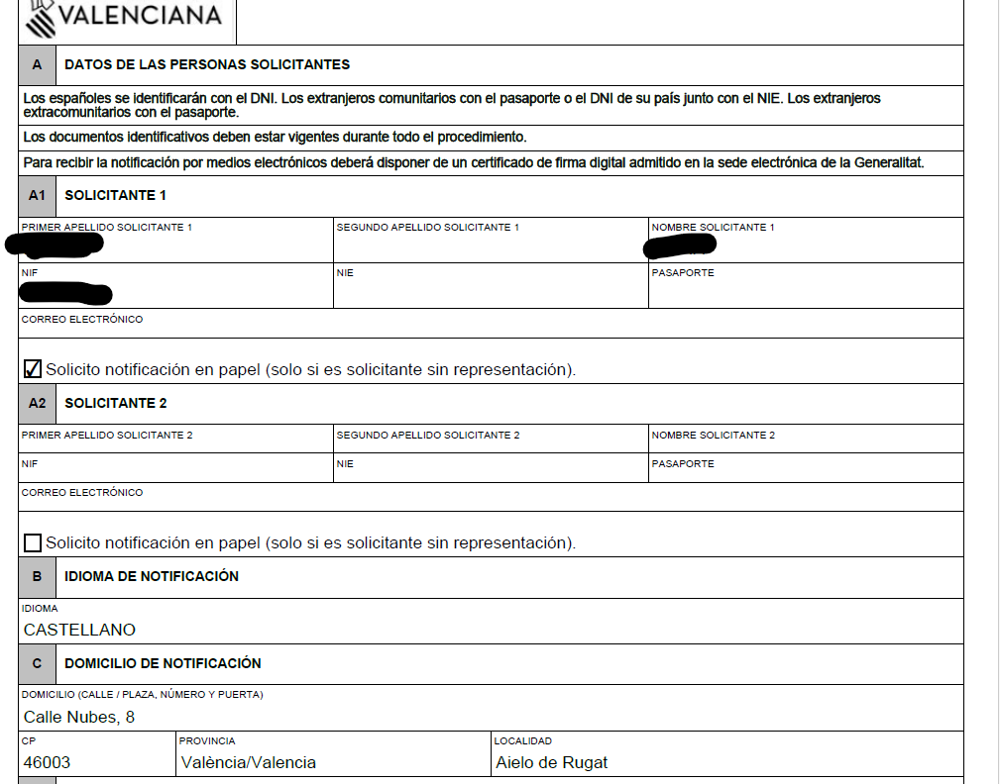 VALENCIANA
A DATOS DE LAS PERSONAS SOLICITANTES
Los españoles se identificarán con el DNI. Los extranjeros comunitarios con el pasaporte o el DNI de su país junto con el NIE. Los extranjeros
extracomunitarios con el pasaporte.
Los documentos identificativos deben estar vigentes durante todo el procedimiento.
Para recibir la notificación por medios electrónicos deberá disponer de un certificado de firma digital admitido en la sede electrónica de la Generalitat.
A1 SOLICITANTE 1
PRIMER APELLIDO SOLICITANTE 1 SEGUNDO APELLIDO SOLICITANTE 1 NOMBRE SOLICITANTE 1
NIF NIE PASAPORTE
CORREO ELECTRÓNICO
Solicito notificación en papel (solo si es solicitante sin representación).
A2 SOLICITANTE 2
PRIMER APELLIDO SOLICITANTE 2 SEGUNDO APELLIDO SOLICITANTE 2 NOMBRE SOLICITANTE 2
NIF NIE PASAPORTE
CORREO ELECTRÓNICO
Solicito notificación en papel (solo si es solicitante sin representación).
B IDIOMA DE NOTIFICACIÓN
IDIOMA
CASTELLANO
C DOMICILIO DE NOTIFICACIÓN
DOMICILIO (CALLE / PLAZA, NÚMERO Y PUERTA)
Calle Nubes, 8
CP PROVINCIA LOCALIDAD
46003 València/Valencia Aielo de Rugat